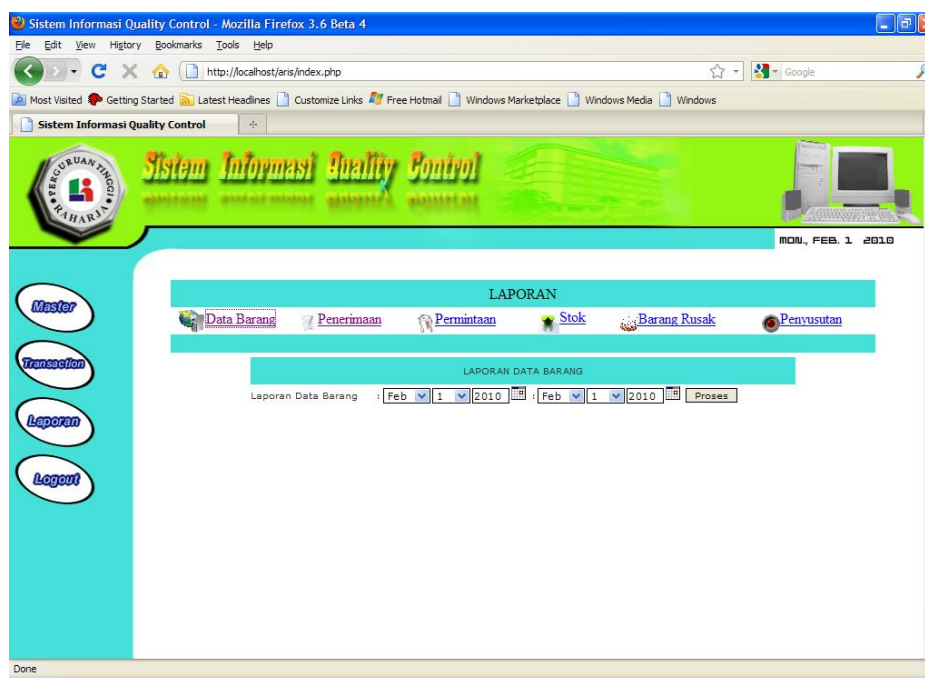 Sistem Informasi Quality Control - Mozilla Firefox 3.6 Beta 4
File Edit View History Bookmarks Tools Help
http://localhost/aris/index.php Google
Most Visited Getting Started Latest Headlines Customize Links Free Hotmail Windows Marketplace Windows Media Windows
Sistem Informasi Quality Control
PERGURUAN TINGGI
RAHARJA
Sistem Informasi Quality Control
MON., FEB. 1 2010
LAPORAN
Data Barang Penerimaan Permintaan Stok Barang Rusak Penyusutan
LAPORAN DATA BARANG
Laporan Data Barang : Feb 1 2010 : Feb 1 2010 Proses
Master
Transaction
Laporan
Logout
Done